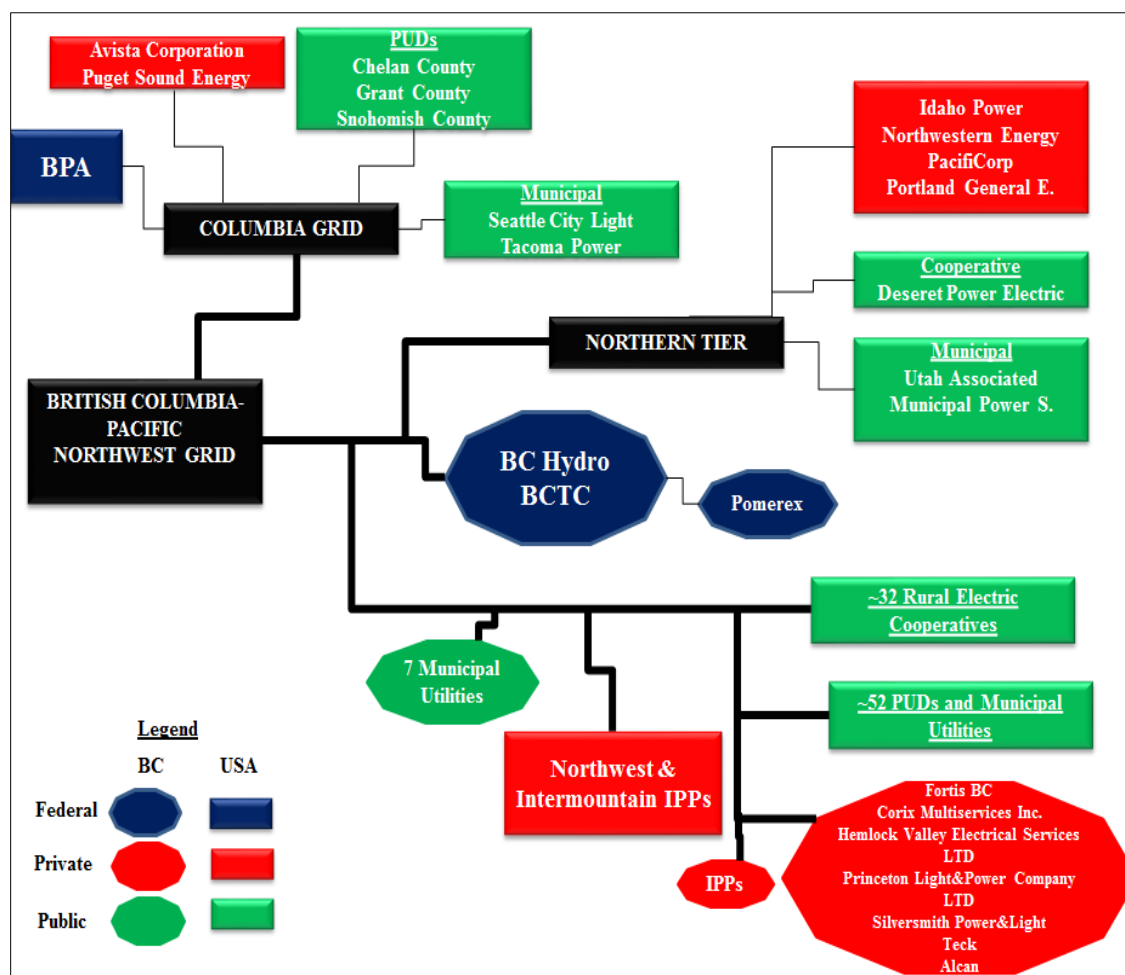 Avista Corporation
Puget Sound Energy
PUDs
Chelan County
Grant County
Snohomish County
BPA
Idaho Power
Northwestern Energy
PacifiCorp
Portland General E.
COLUMBIA GRID
Municipal
Seattle City Light
Tacoma Power
Cooperative
Deseret Power Electric
NORTHERN TIER
Municipal
Utah Associated
Municipal Power S.
BRITISH COLUMBIA-
PACIFIC
NORTHWEST GRID
BC Hydro
BCTC
Pomerex
~32 Rural Electric
Cooperatives
7 Municipal
Utilities
~52 PUDs and Municipal
Utilities
Northwest &
Intermountain IPPs
IPPs
Fortis BC
Corix Multiservices Inc.
Hemlock Valley Electrical Services
LTD
Princeton Light&Power Company
LTD
Silversmith Power&Light
Teck
Alcan
Legend
BC USA
Federal
Private
Public